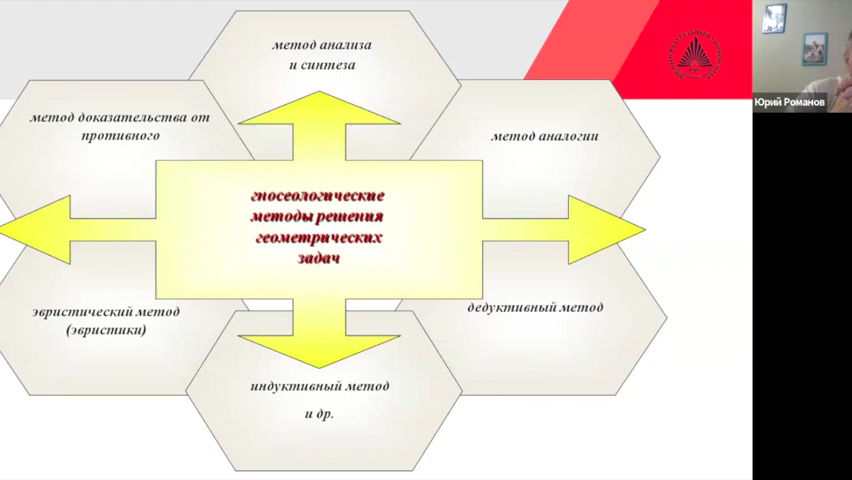 метод анализа
и синтеза
метод доказательства от
противного
метод аналогии
гносеологические
методы решения
геометрических
задач
эвристический метод
(эвристики)
дедуктивный метод
индуктивный метод
и др.
Юрий Романов